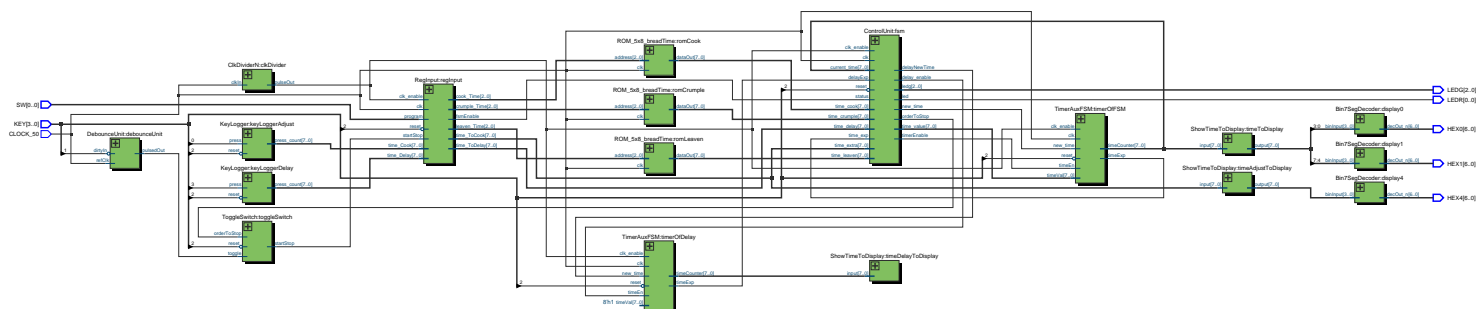 SW[0..0]
KEY[3..0]
CLOCK_50
DebounceUnit:debounceUnit
dirtyIn
refClk
pulsedOut
ClkDividerN:clkDivider
clkIn
pulseOut
KeyLogger:keyLoggerAdjust
press
reset
press_count[7..0]
KeyLogger:keyLoggerDelay
press
reset
press_count[7..0]
ToggleSwitch:toggleSwitch
orderToStop
reset
toggle
startStop
RegInput:regInput
clk_enable
clk
program
reset
startStop
time_Cook[7..0]
time_Delay[7..0]
cook_Time[2..0]
crumple_Time[2..0]
fsmEnable
leaven_Time[2..0]
time_ToCook[7..0]
time_ToDelay[7..0]
ROM_5x8_breadTime:romCook
address[2..0]
clk
dataOut[7..0]
ROM_5x8_breadTime:romCrumple
address[2..0]
clk
dataOut[7..0]
ROM_5x8_breadTime:romLeaven
address[2..0]
clk
dataOut[7..0]
TimerAuxFSM:timerOfDelay
clk_enable
clk
new_time
reset
timeEn
8'h1 timeVal[7..0]
timeCounter[7..0]
timeExp
ControlUnit:fsm
clk_enable
clk
current_time[7..0]
delayExp
reset
status
time_cook[7..0]
time_crumple[7..0]
time_delay[7..0]
time_exp
time_extra[7..0]
time_leaven[7..0]
delayNewTime
delay_enable
ledg[2..0]
led
new_time
orderToStop
time_value[7..0]
timerEnable
ShowTimeToDisplay:timeDelayToDisplay
input[7..0]
TimerAuxFSM:timerOfFSM
clk_enable
clk
new_time
reset
timeEn
timeVal[7..0]
timeCounter[7..0]
timeExp
ShowTimeToDisplay:timeToDisplay
input[7..0]
output[7..0]
ShowTimeToDisplay:timeAdjustToDisplay
input[7..0]
output[7..0]
Bin7SegDecoder:display0
3:0
binInput[3..0]
decOut_n[6..0]
Bin7SegDecoder:display1
7:4
binInput[3..0]
decOut_n[6..0]
Bin7SegDecoder:display4
binInput[3..0]
decOut_n[6..0]
LEDG[2..0]
LEDR[0..0]
HEX0[6..0]
HEX1[6..0]
HEX4[6..0]